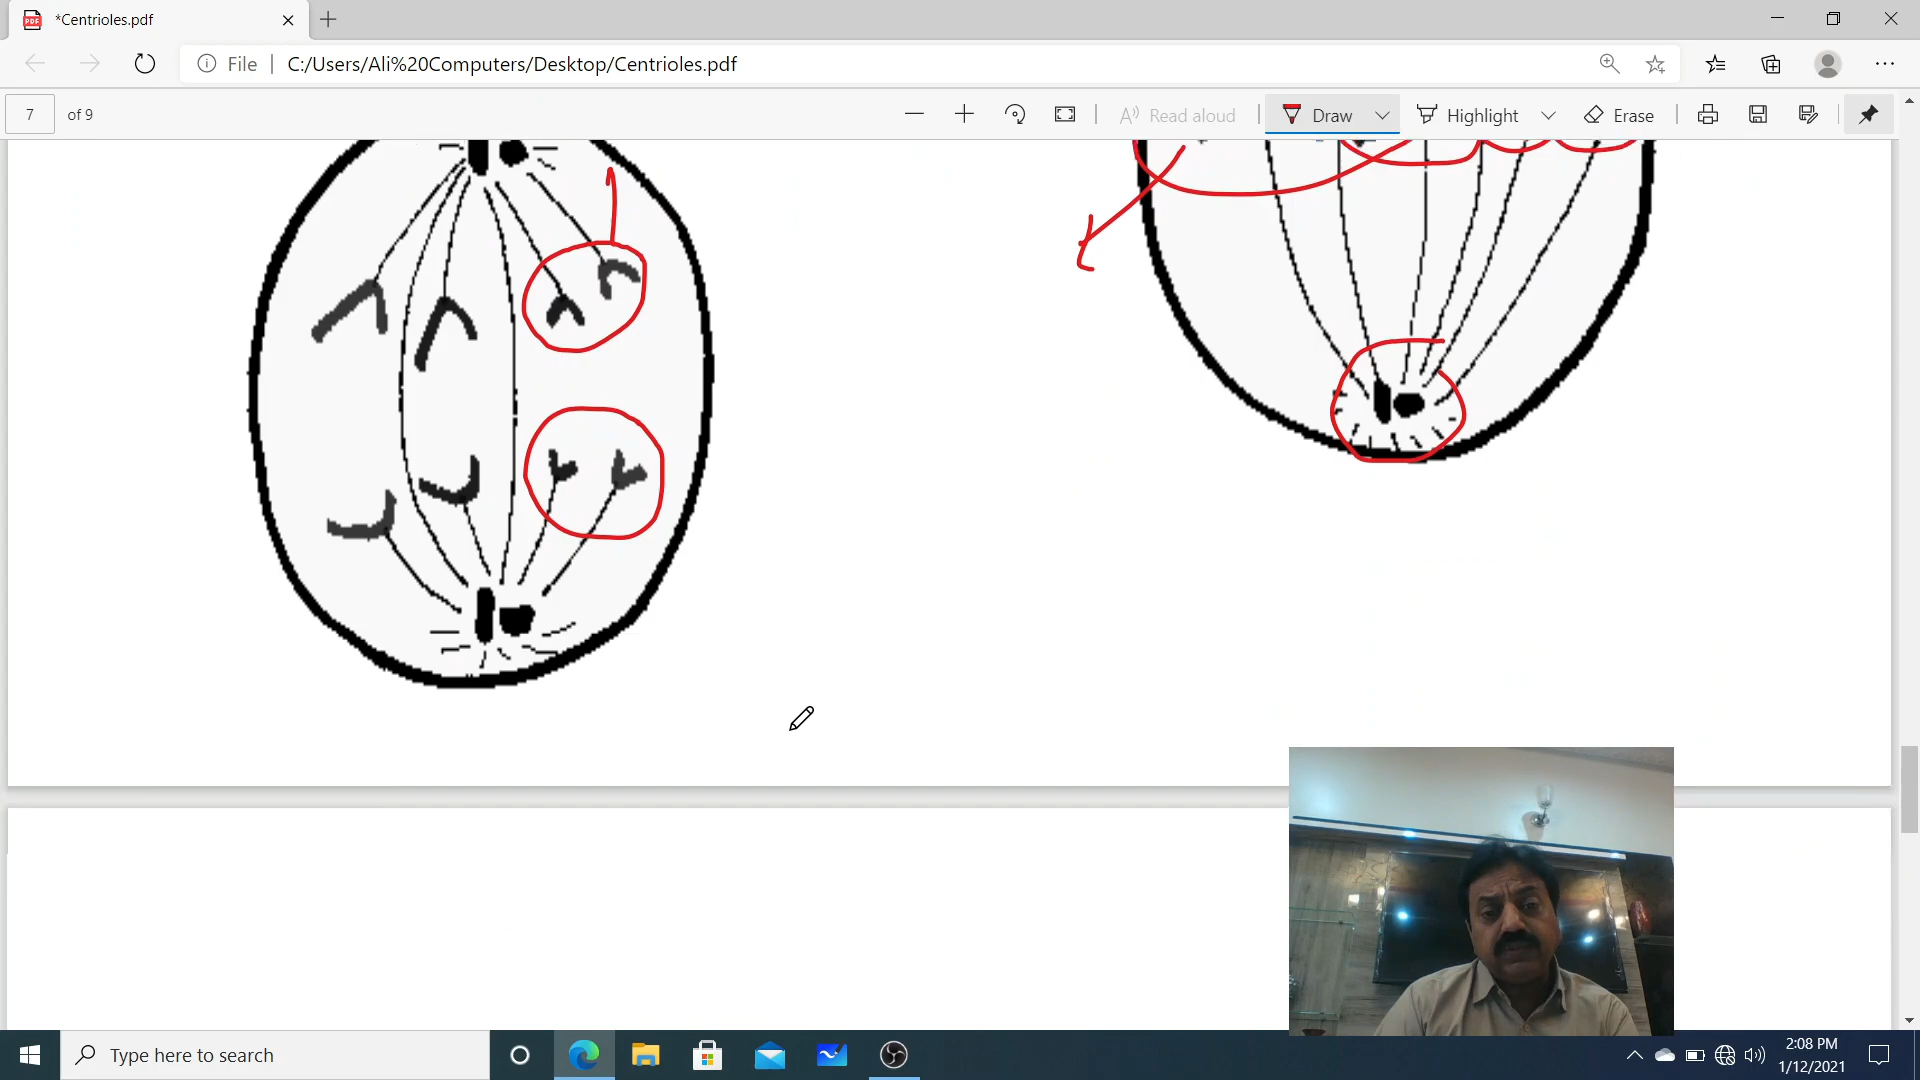 *Centrioles.pdf
File
C:/Users/Ali%20Computers/Desktop/Centrioles.pdf
7 of 9
Read aloud
Draw
Highlight
Erase
Type here to search
2:08 PM
1/12/2021